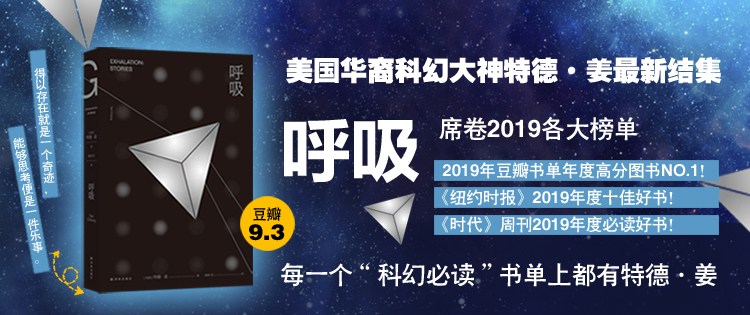 得以存在就是一个奇迹，
能够思考便是一件乐事。
EXHALATION:
STORIES
呼吸
G
呼吸
豆瓣
9.3
美国华裔科幻大神特德·姜最新结集
呼吸
席卷2019各大榜单
2019年豆瓣书单年度高分图书NO.1!
《纽约时报》2019年度十佳好书!
《时代》周刊2019年度必读好书!
每一个“科幻必读”书单上都有特德·姜